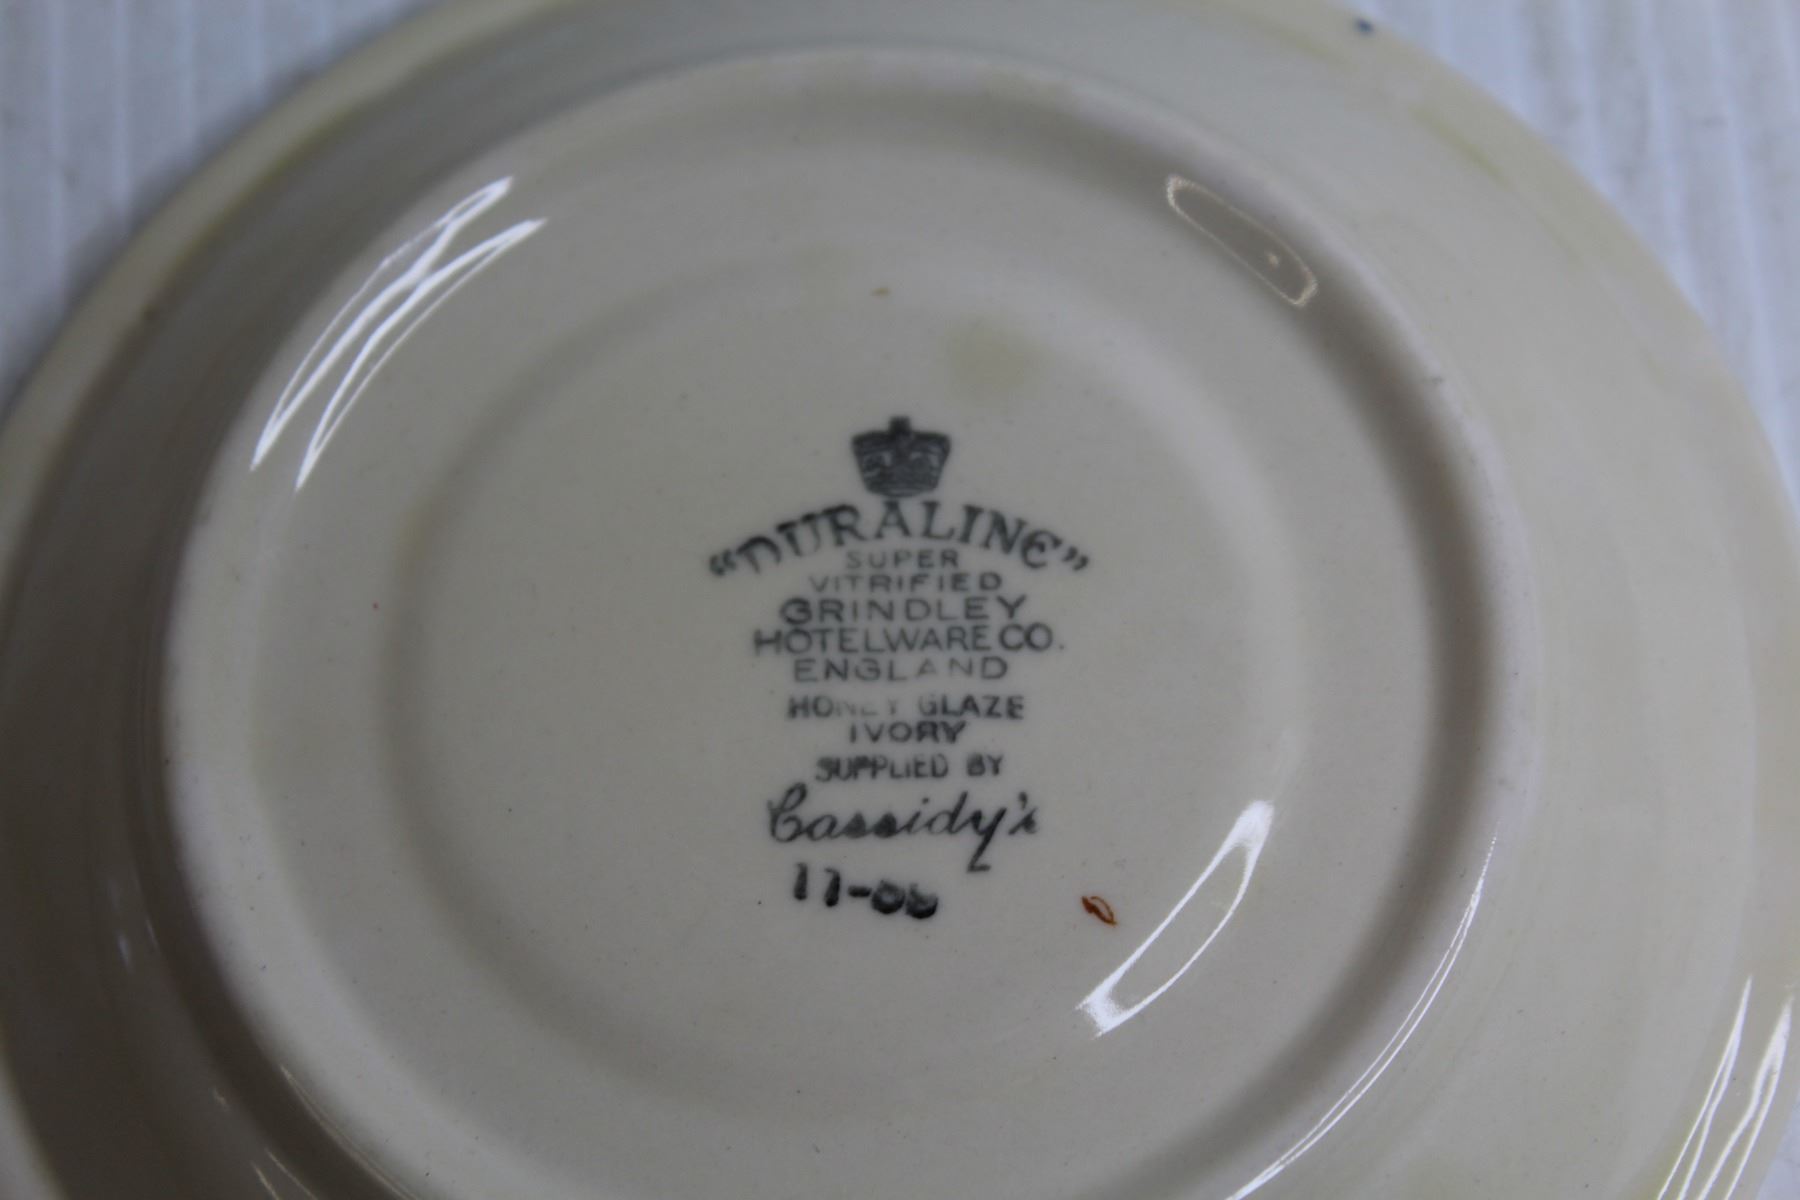 "DURALINE"
SUPER
VITRIFIED
GRINDLEY
HOTELWARE CO.
ENGLAND
HONEY GLAZE
IVORY
SUPPLIED BY
Cassidy's